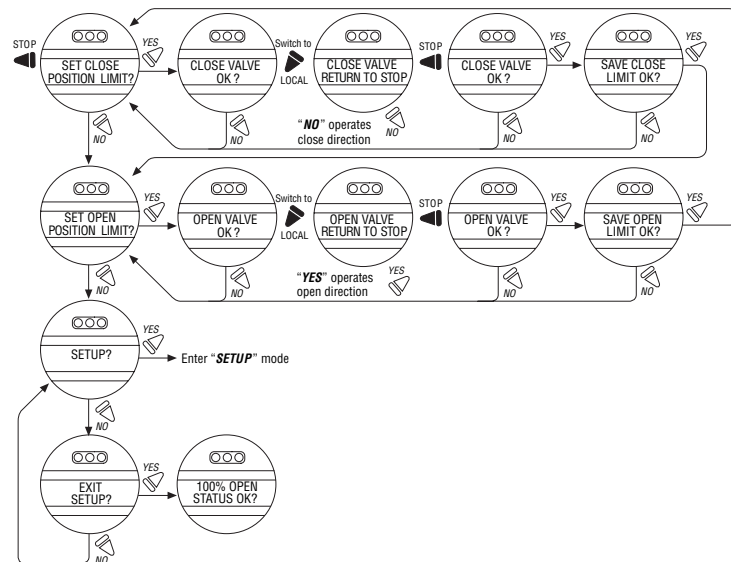 STOP
SET CLOSE
POSITION LIMIT?
YES
NO
CLOSE VALVE
OK?
NO
Switch to
LOCAL
CLOSE VALVE
RETURN TO STOP
"NO" operates
close direction
NO
STOP
CLOSE VALVE
OK?
YES
NO
SAVE CLOSE
LIMIT OK?
YES
NO
SET OPEN
POSITION LIMIT?
YES
NO
OPEN VALVE
OK?
NO
Switch to
LOCAL
OPEN VALVE
RETURN TO STOP
"YES" operates
open direction
YES
STOP
OPEN VALVE
OK?
YES
NO
SAVE OPEN
LIMIT OK?
YES
NO
SETUP?
YES
Enter "SETUP" mode
NO
EXIT
SETUP?
YES
NO
100% OPEN
STATUS OK?